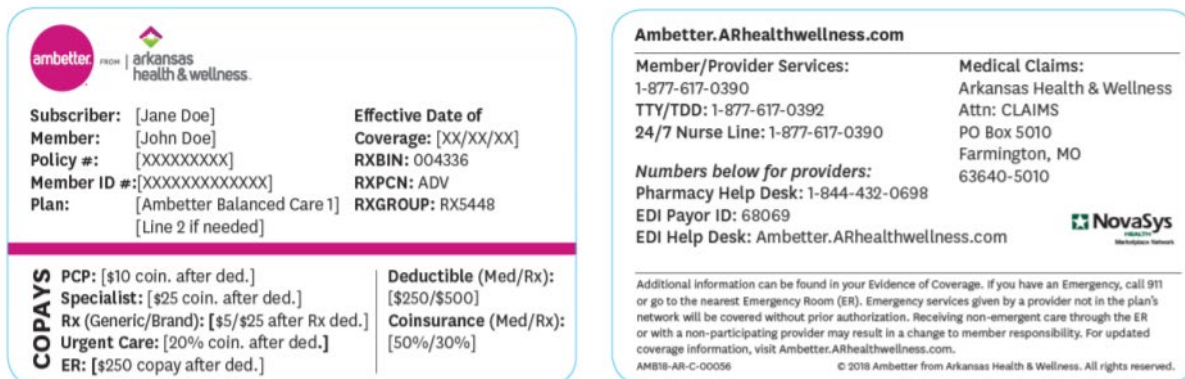 ambetter. FROM | arkansas
health & wellness.
Subscriber: [Jane Doe]
Member: [John Doe]
Policy #: [XXXXXXXXX]
Member ID #:[XXXXXXXXXXXXX]
Plan: [Ambetter Balanced Care 1]
[Line 2 if needed]
Effective Date of
Coverage: [XX/XX/XX]
RXBIN: 004336
RXPCN: ADV
RXGROUP: RX5448
COPAYS
PCP: [$10 coin. after ded.]
Specialist: [$25 coin. after ded.]
Rx (Generic/Brand): [$5/$25 after Rx ded.]
Urgent Care: [20% coin. after ded.]
ER: [$250 copay after ded.]
Deductible (Med/Rx):
[$250/$500]
Coinsurance (Med/Rx):
[50%/30%]
Ambetter.ARhealthwellness.com
Member/Provider Services:
1-877-617-0390
TTY/TDD: 1-877-617-0392
24/7 Nurse Line: 1-877-617-0390
Numbers below for providers:
Pharmacy Help Desk: 1-844-432-0698
EDI Payor ID: 68069
EDI Help Desk: Ambetter.ARhealthwellness.com
Medical Claims:
Arkansas Health & Wellness
Attn: CLAIMS
PO Box 5010
Farmington, MO
63640-5010
NovaSys
HEALTH
Marketplace Network
Additional information can be found in your Evidence of Coverage. If you have an Emergency, call 911
or go to the nearest Emergency Room (ER). Emergency services given by a provider not in the plan's
network will be covered without prior authorization. Receiving non-emergent care through the ER
or with a non-participating provider may result in a change to member responsibility. For updated
coverage information, visit Ambetter.ARhealthwellness.com.
AMB18-AR-C-00056 © 2018 Ambetter from Arkansas Health & Wellness. All rights reserved.